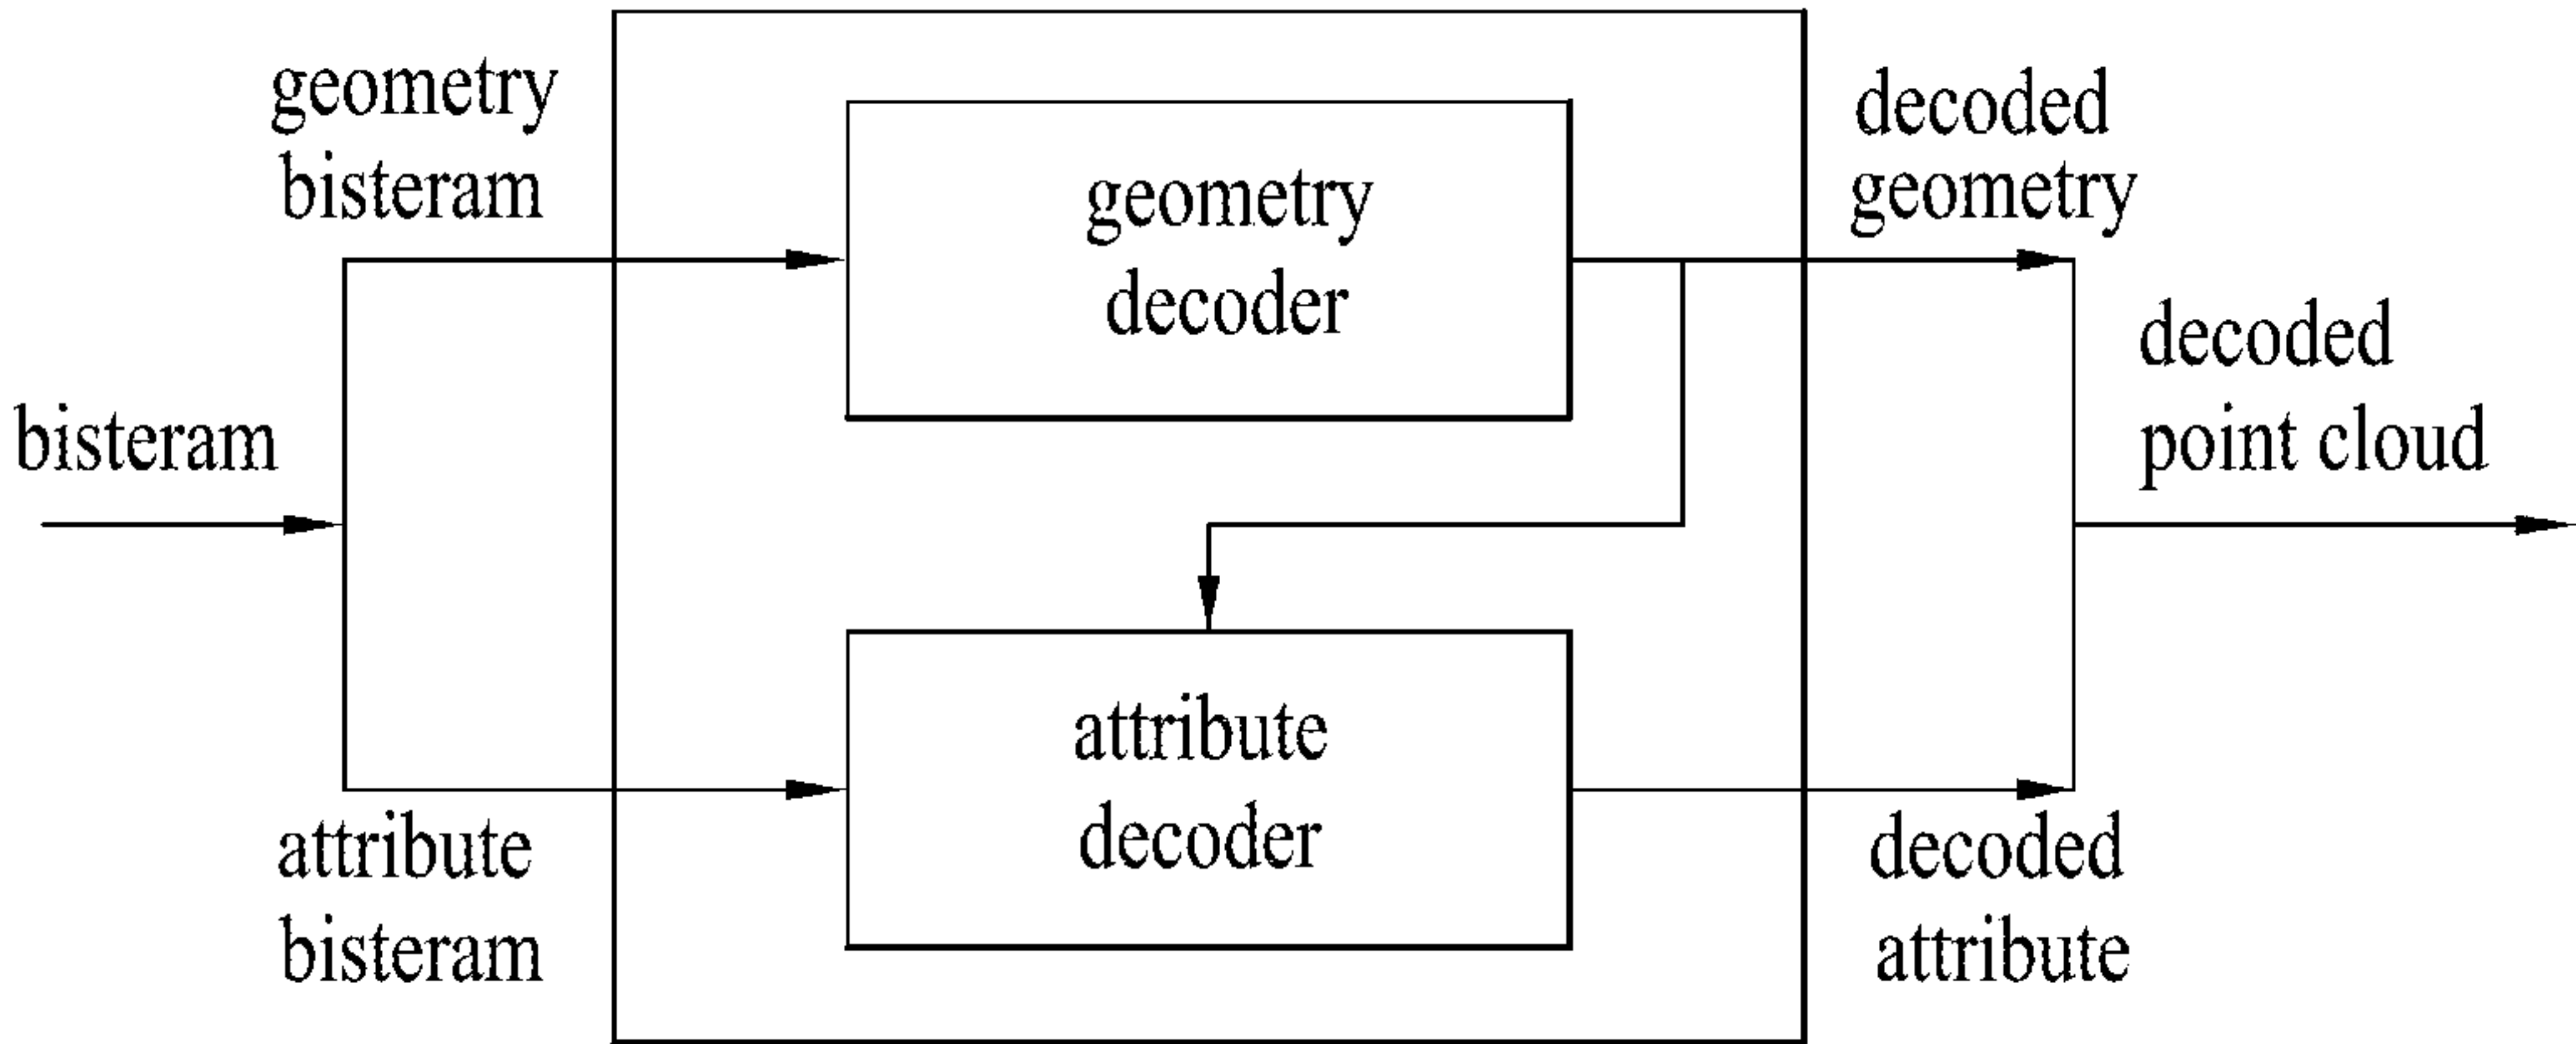 geometry
bisteram
bisteram
attribute
bisteram
geometry
decoder
attribute
decoder
decoded
geometry
decoded
point cloud
decoded
attribute